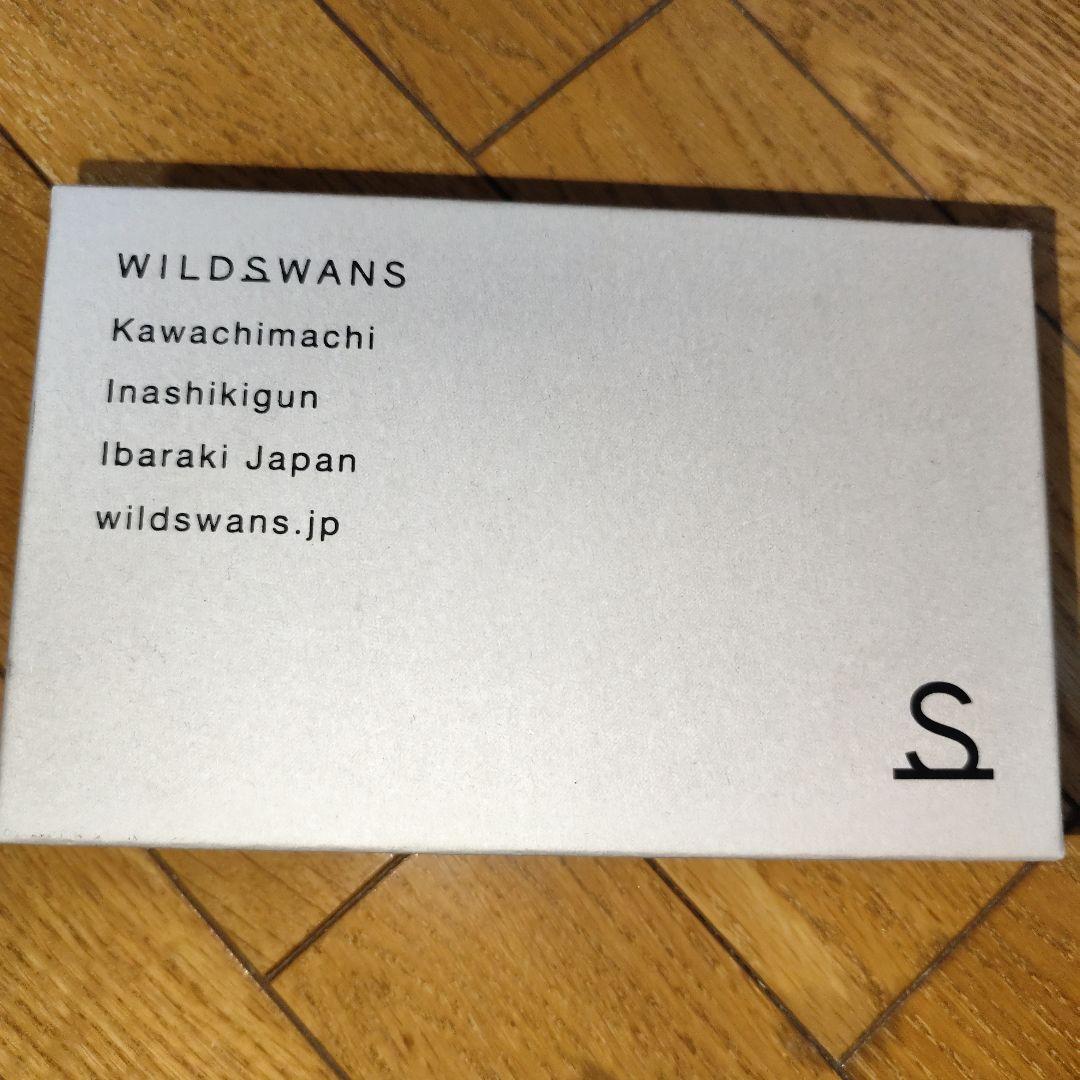 WILDSWANS
Kawachimachi
Inashikigun
Ibaraki Japan
wildswans.jp
S